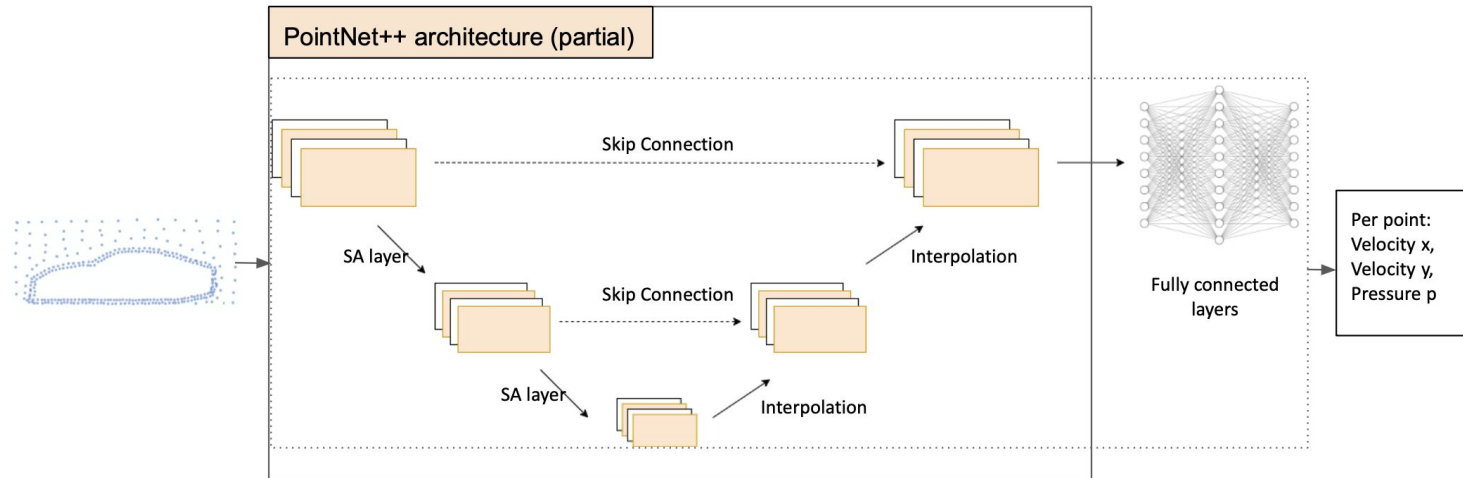 PointNet++ architecture (partial)
Skip Connection
SA layer
Interpolation
Skip Connection
SA layer
Interpolation
Fully connected
layers
Per point:
Velocity x,
Velocity y,
Pressure p